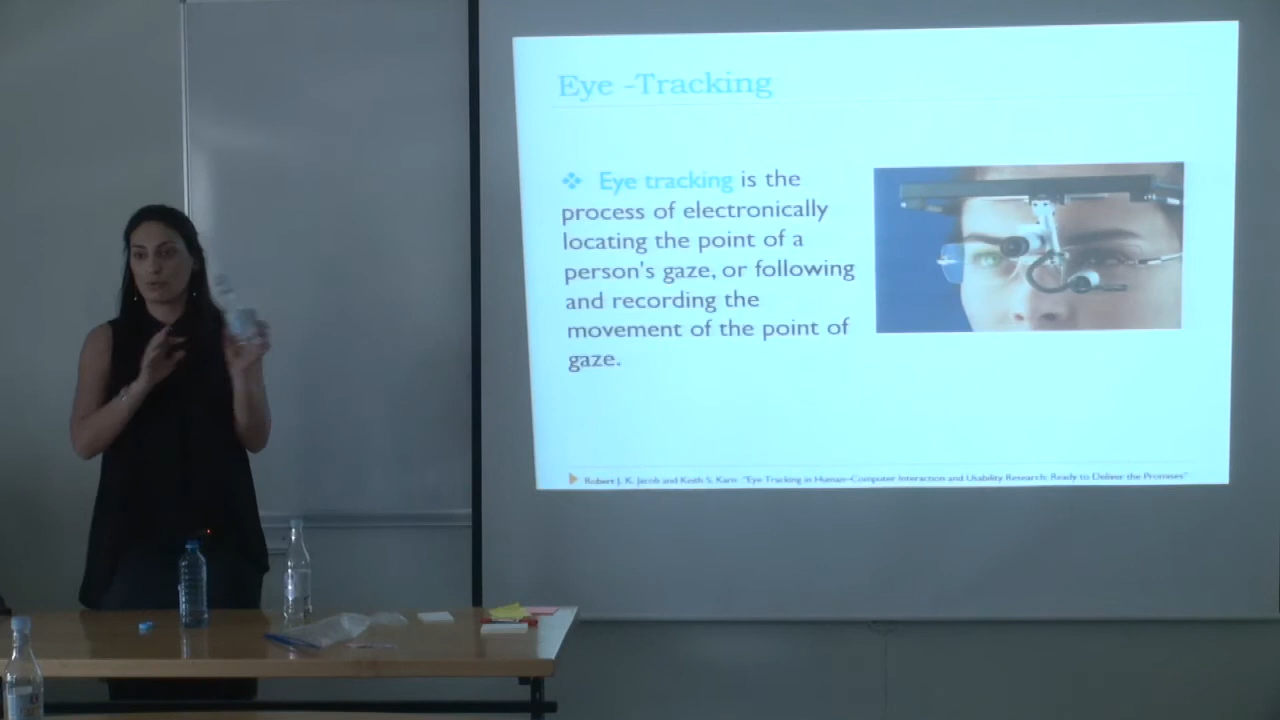 Eye -Tracking
❖ Eye tracking is the
process of electronically
locating the point of a
person's gaze, or following
and recording the
movement of the point of
gaze.
Robert J. K. Jacob and Keith S. Karn "Eye Tracking in Human-Computer Interaction and Usability Research: Ready to Deliver the Promises"